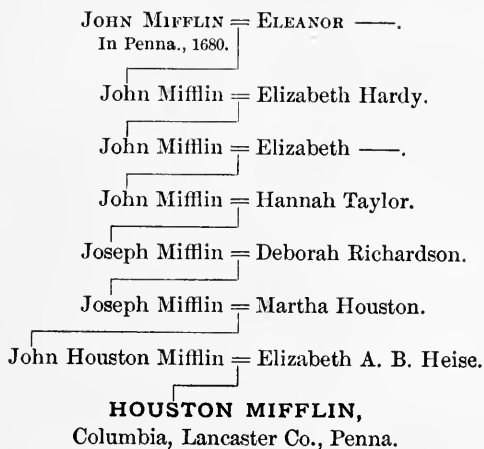 JOHN MIFFLIN = ELEANOR ——.
In Penna., 1680.
John Mifflin = Elizabeth Hardy.
John Mifflin = Elizabeth ——.
John Mifflin = Hannah Taylor.
Joseph Mifflin = Deborah Richardson.
Joseph Mifflin = Martha Houston.
John Houston Mifflin = Elizabeth A. B. Heise.
HOUSTON MIFFLIN,
Columbia, Lancaster Co., Penna.